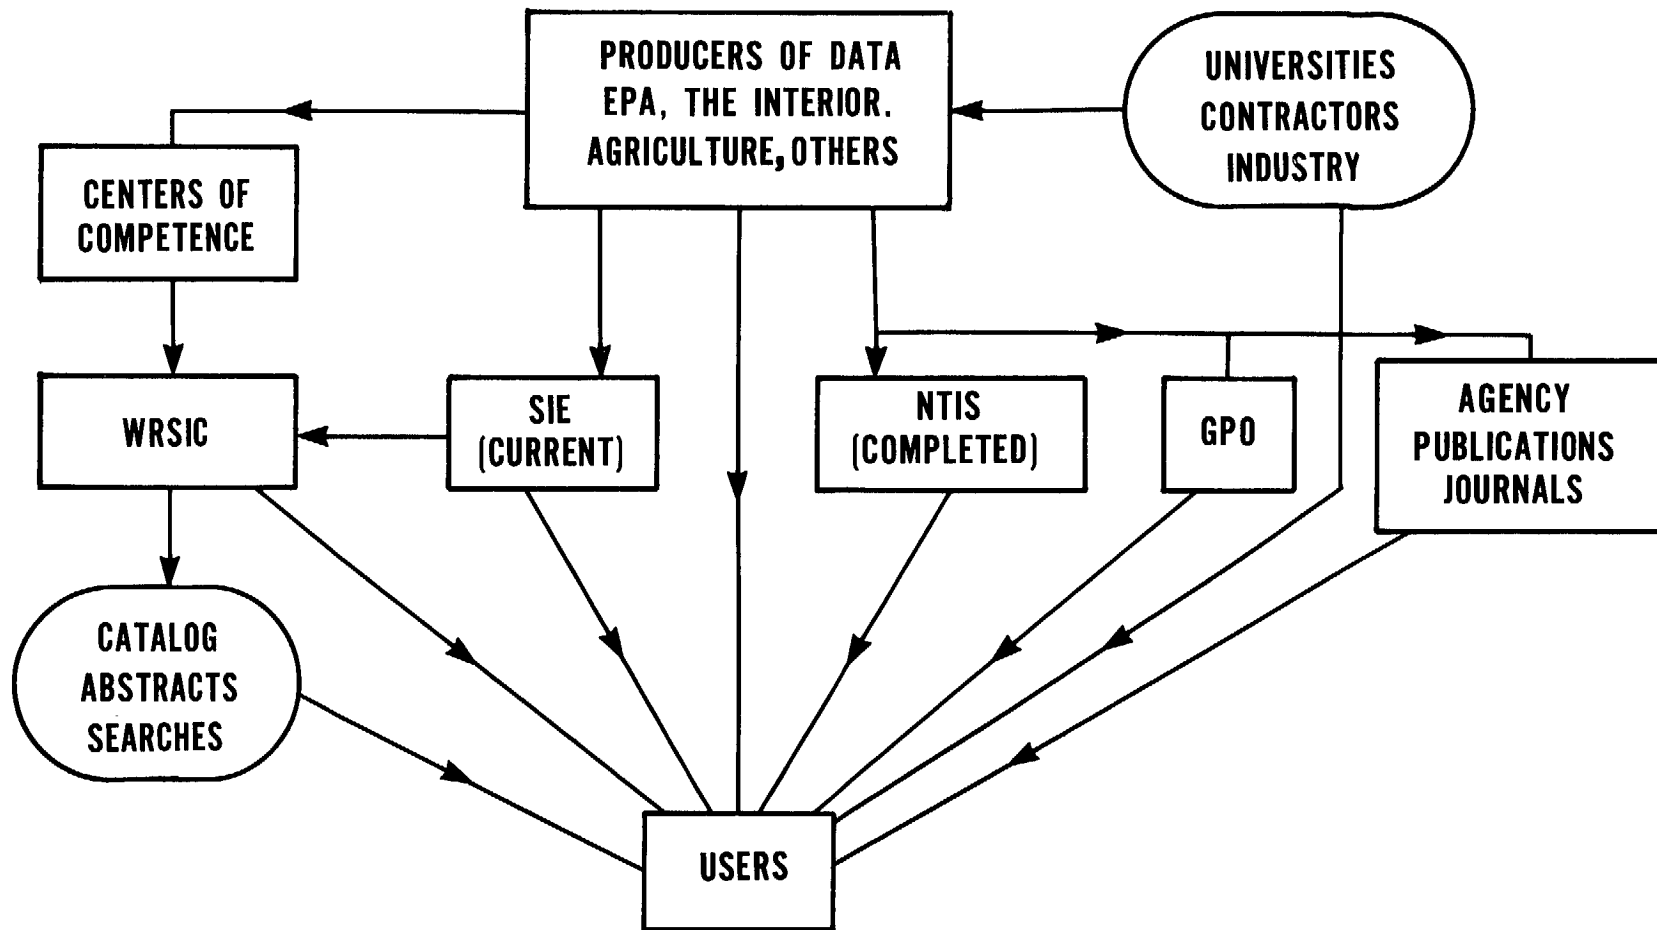 PRODUCERS OF DATA
EPA, THE INTERIOR.
AGRICULTURE, OTHERS
UNIVERSITIES
CONTRACTORS
INDUSTRY
CENTERS OF
COMPETENCE
WRSIC
SIE
(CURRENT)
NTIS
(COMPLETED)
GPO
AGENCY
PUBLICATIONS
JOURNALS
CATALOG
ABSTRACTS
SEARCHES
USERS